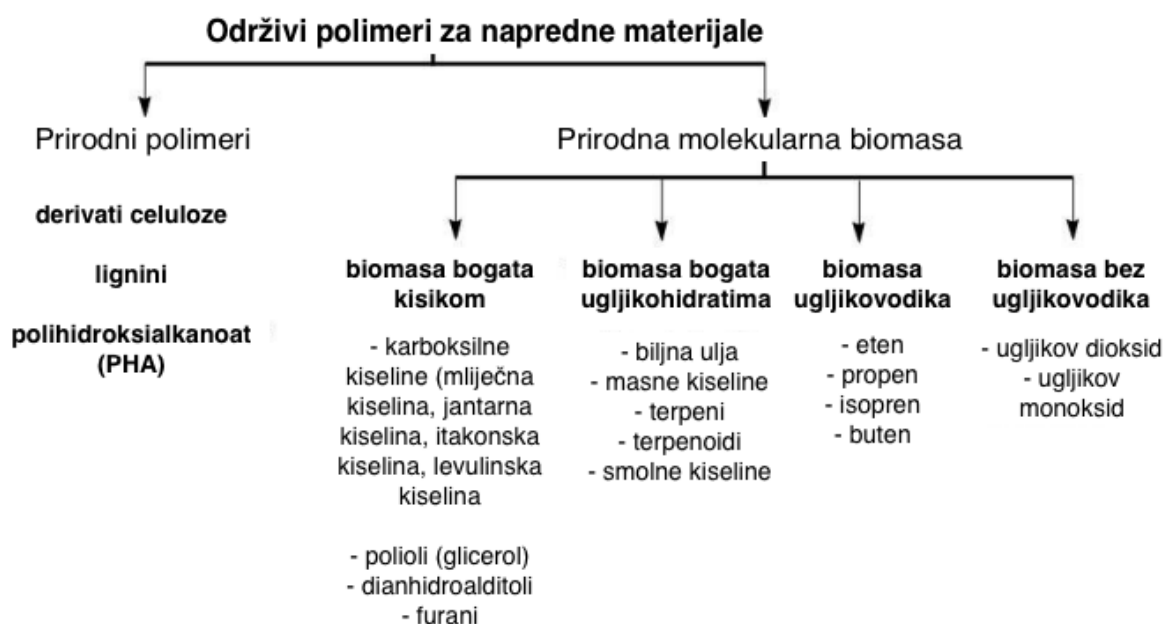 Održivi polimeri za napredne materijale
Prirodni polimeri
derivati celuloze
lignini
polihidroksialkanoat
(PHA)
Prirodna molekularna biomasa
biomasa bogata
kisikom
- karboksilne
kiseline (mliječna
kiselina, jantarna
kiselina, itakonska
kiselina, levulinska
kiselina
- polioli (glicerol)
- dianhidroalditoli
- furani
biomasa bogata
ugljikohidratima
- biljna ulja
- masne kiseline
- terpeni
- terpenoidi
- smolne kiseline
biomasa
ugljikovodika
- eten
- propen
- isopren
- buten
biomasa bez
ugljikovodika
- ugljikov dioksid
- ugljikov
monoksid